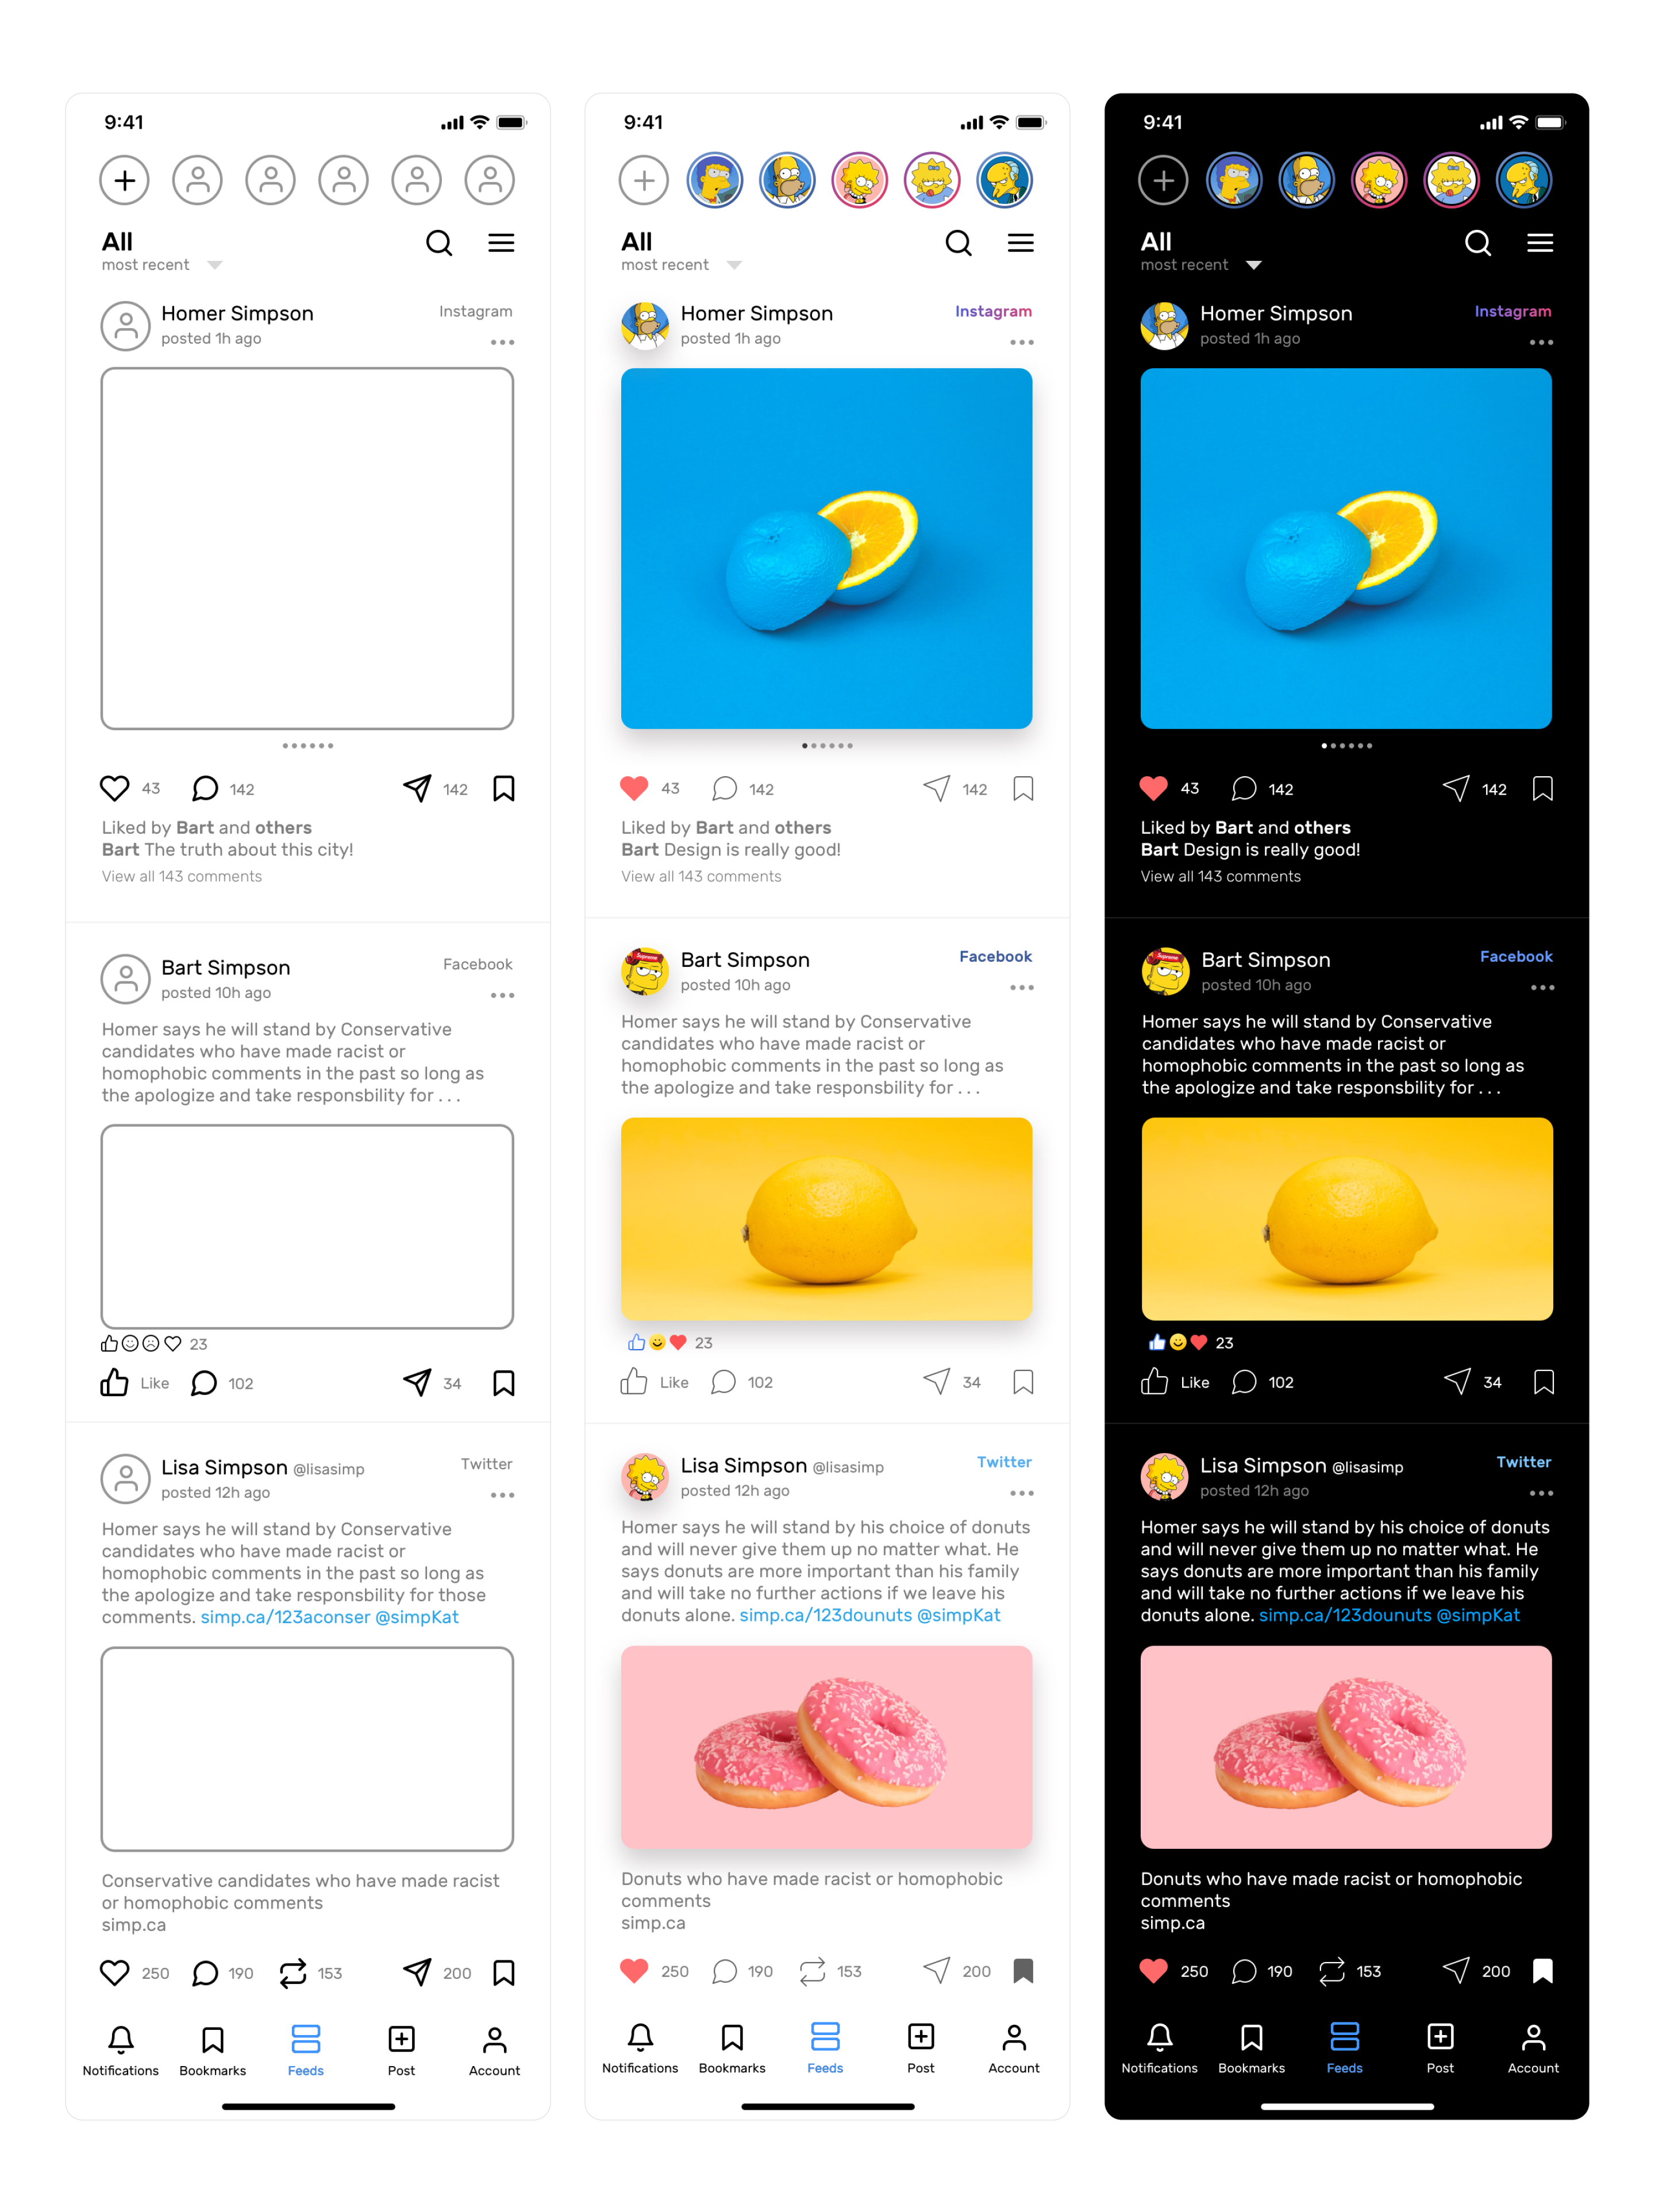 9:41
All
most recent
Homer Simpson
Instagram
posted 1h ago
43
142
142
Liked by Bart and others
Bart The truth about this city!
View all 143 comments
Bart Simpson
Facebook
posted 10h ago
Homer says he will stand by Conservative
candidates who have made racist or
homophobic comments in the past so long as
the apologize and take responsbility for . . .
23
Like
102
34
Lisa Simpson @lisasimp
Twitter
posted 12h ago
Homer says he will stand by Conservative
candidates who have made racist or
homophobic comments in the past so long as
the apologize and take responsbility for those
comments. simp.ca/123aconser @simpKat
Conservative candidates who have made racist
or homophobic comments
simp.ca
250
190
153
200
Notifications
Bookmarks
Feeds
Post
Account
9:41
All
most recent
Homer Simpson
Instagram
posted 1h ago
43
142
142
Liked by Bart and others
Bart Design is really good!
View all 143 comments
Bart Simpson
Facebook
posted 10h ago
Homer says he will stand by Conservative
candidates who have made racist or
homophobic comments in the past so long as
the apologize and take responsbility for . . .
23
Like
102
34
Lisa Simpson @lisasimp
Twitter
posted 12h ago
Homer says he will stand by his choice of donuts
and will never give them up no matter what. He
says donuts are more important than his family
and will take no further actions if we leave his
donuts alone. simp.ca/123dounuts @simpKat
Donuts who have made racist or homophobic
comments
simp.ca
250
190
153
200
Notifications
Bookmarks
Feeds
Post
Account
9:41
All
most recent
Homer Simpson
Instagram
posted 1h ago
43
142
142
Liked by Bart and others
Bart Design is really good!
View all 143 comments
Bart Simpson
Facebook
posted 10h ago
Homer says he will stand by Conservative
candidates who have made racist or
homophobic comments in the past so long as
the apologize and take responsbility for . . .
23
Like
102
34
Lisa Simpson @lisasimp
Twitter
posted 12h ago
Homer says he will stand by his choice of donuts
and will never give them up no matter what. He
says donuts are more important than his family
and will take no further actions if we leave his
donuts alone. simp.ca/123dounuts @simpKat
Donuts who have made racist or homophobic
comments
simp.ca
250
190
153
200
Notifications
Bookmarks
Feeds
Post
Account